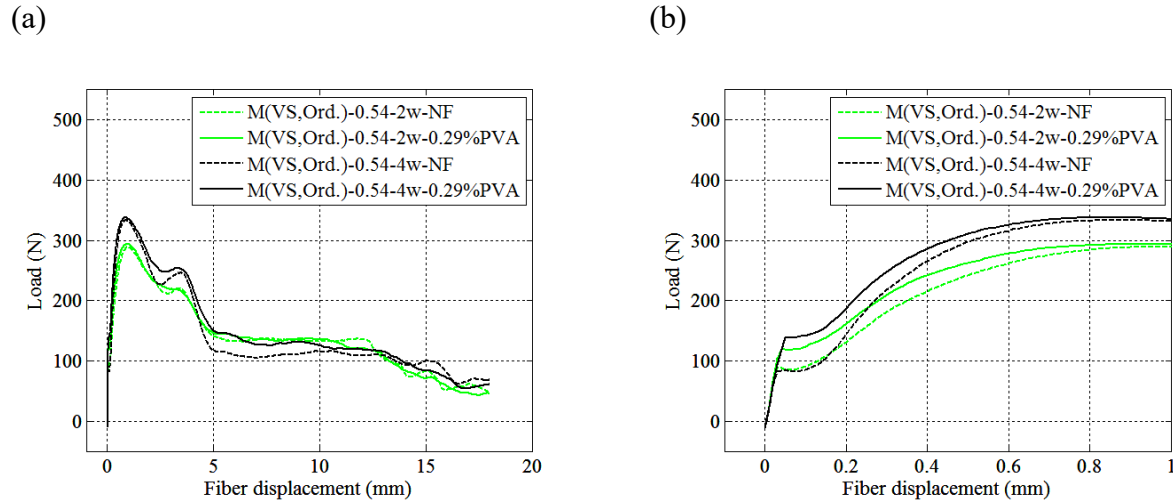 (a)
M(VS,Ord.)-0.54-2w-NF
M(VS,Ord.)-0.54-2w-0.29%PVA
M(VS,Ord.)-0.54-4w-NF
M(VS,Ord.)-0.54-4w-0.29%PVA
500
400
300
200
100
0
Load (N)
0 5 10 15 20
Fiber displacement (mm)
(b)
M(VS,Ord.)-0.54-2w-NF
M(VS,Ord.)-0.54-2w-0.29%PVA
M(VS,Ord.)-0.54-4w-NF
M(VS,Ord.)-0.54-4w-0.29%PVA
500
400
300
200
100
0
Load (N)
0 0.2 0.4 0.6 0.8 1
Fiber displacement (mm)